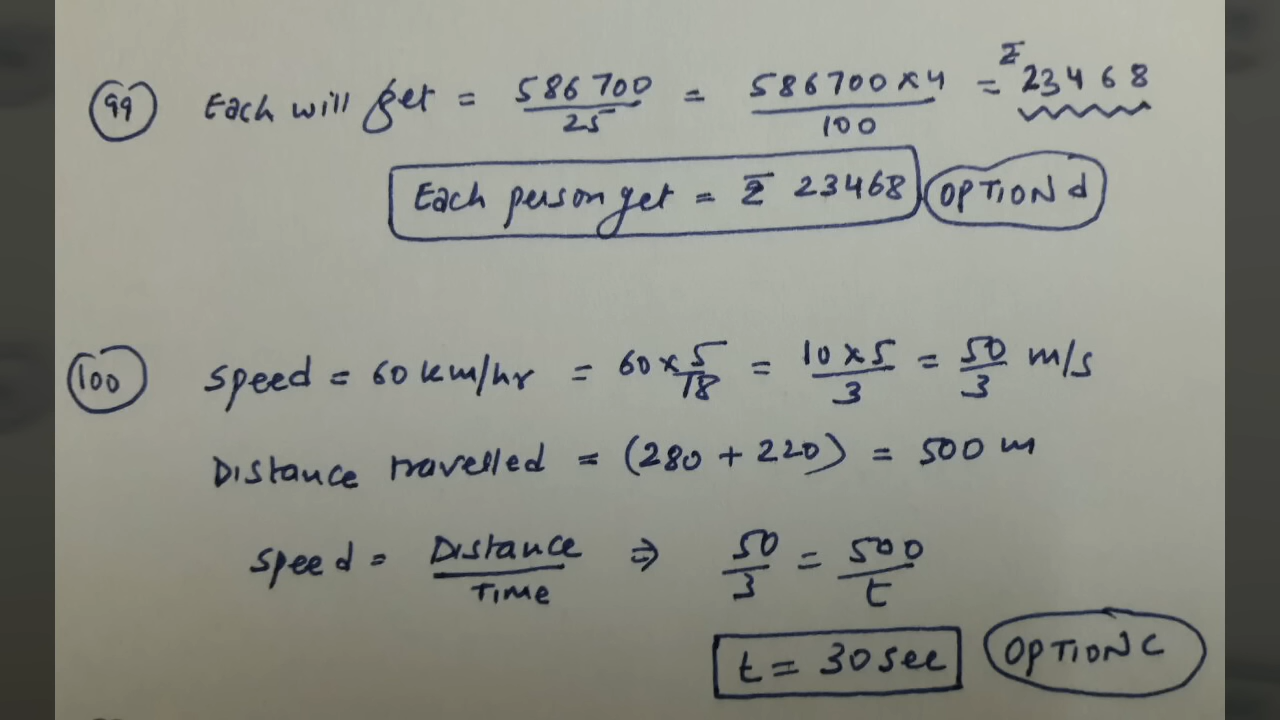 99 Each will get = 586700/25 = 586700×4/100 = ₹23468
Each person get = ₹ 23468 OPTION d
100 Speed = 60 km/hr = 60×5/18 = 10×5/3 = 50/3 m/s
Distance travelled = (280 + 220) = 500 m
Speed = Distance/Time ⇒ 50/3 = 500/t
t = 30 sec OPTION C